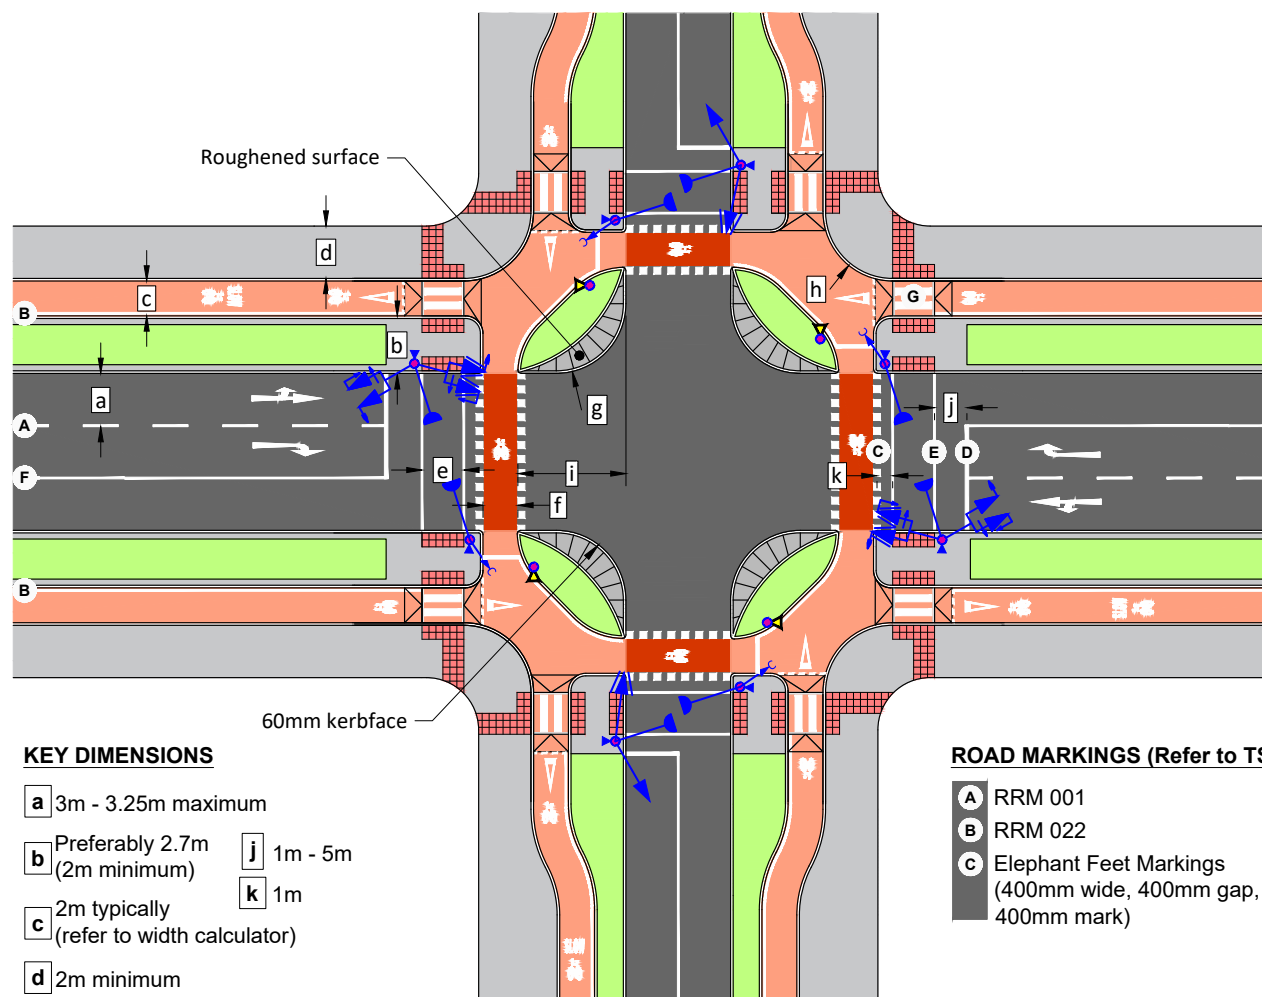 Roughened surface
d
c
h
G
B
b
a
g
j
A
C
E
D
e
i
k
F
f
B
60mm kerbface
KEY DIMENSIONS
a 3m - 3.25m maximum
b Preferably 2.7m
(2m minimum)
j 1m - 5m
k 1m
c 2m typically
(refer to width calculator)
d 2m minimum
ROAD MARKINGS (Refer to TS
A RRM 001
B RRM 022
C Elephant Feet Markings
(400mm wide, 400mm gap,
400mm mark)